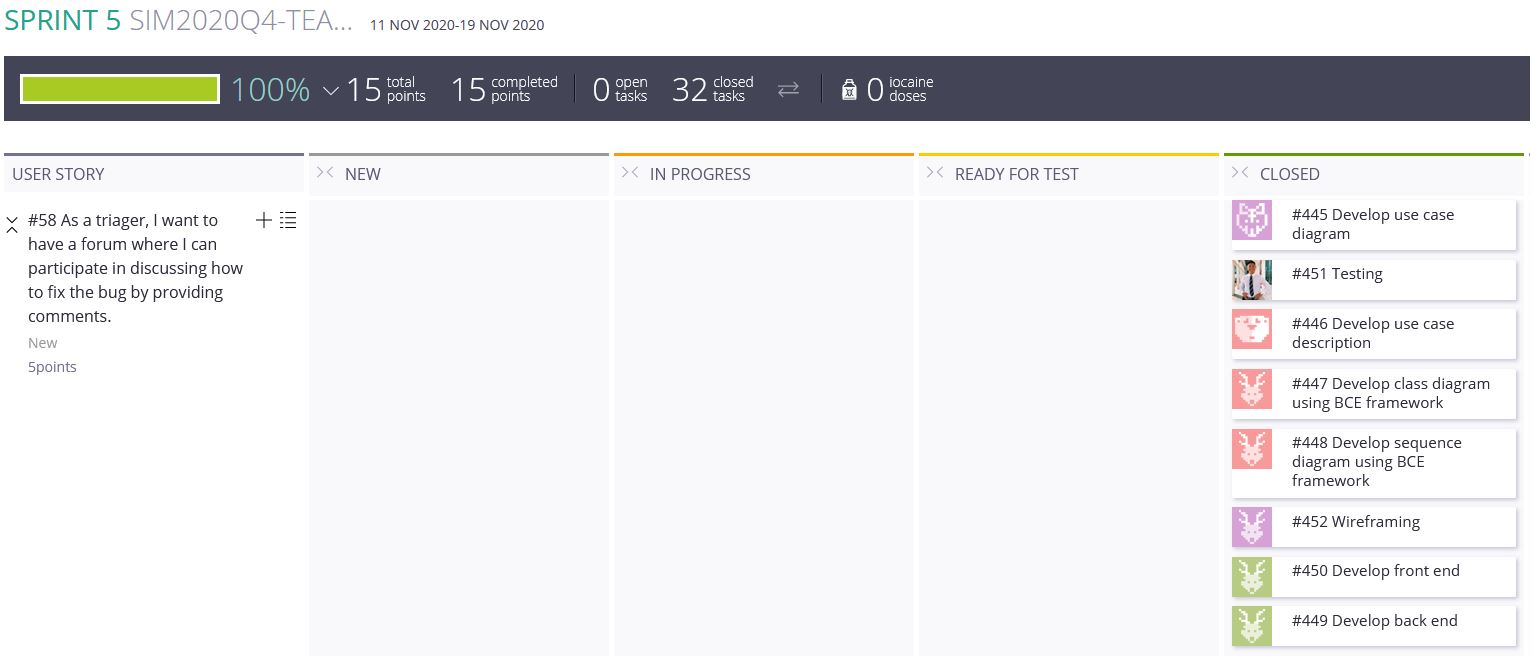 SPRINT 5 SIM2020Q4-TEA... 11 NOV 2020-19 NOV 2020
100% 15 total points 15 completed points 0 open tasks 32 closed tasks 0 iocaine doses
USER STORY NEW IN PROGRESS READY FOR TEST CLOSED
#58 As a triager, I want to
have a forum where I can
participate in discussing how
to fix the bug by providing
comments.
New
5points
#445 Develop use case
diagram
#451 Testing
#446 Develop use case
description
#447 Develop class diagram
using BCE framework
#448 Develop sequence
diagram using BCE
framework
#452 Wireframing
#450 Develop front end
#449 Develop back end